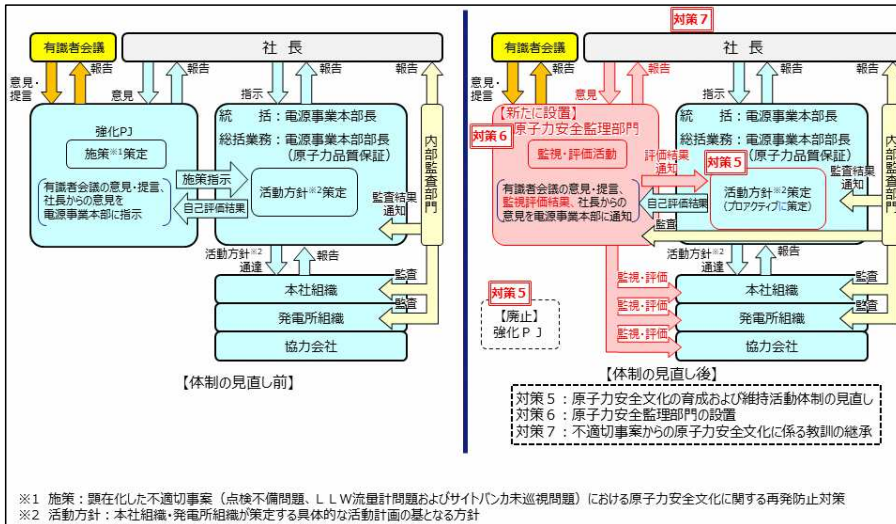 有識者会議
社 長
意見・
提言
報告
意見
報告
指示
報告
報告
強化PJ
施策※1策定
有識者会議の意見・提言、
社長からの意見を
電源事業本部に指示
施策指示
自己評価結果
統 括:電源事業本部長
総括業務:電源事業本部部長
(原子力品質保証)
活動方針※2策定
監査結果
通知
内部監査部門
活動方針※2
通達
報告
本社組織
監査
発電所組織
監査
協力会社
【体制の見直し前】
対策7
有識者会議
社 長
意見・
提言
報告
意見
報告
指示
報告
報告
【新たに設置】
原子力安全監理部門
対策6
監視・評価活動
有識者会議の意見・提言、
監視評価結果、社長からの
意見を電源事業本部に通知
評価結果
通知
自己評価結果
監査
統 括:電源事業本部長
総括業務:電源事業本部部長
(原子力品質保証)
対策5
活動方針※2策定
(プロアクティブに策定)
監査結果
通知
内部監査部門
活動方針※2
通達
報告
監視・評価
本社組織
監査
監視・評価
発電所組織
監査
監視・評価
協力会社
対策5
【廃止】
強化PJ
【体制の見直し後】
対策5:原子力安全文化の育成および維持活動体制の見直し
対策6:原子力安全監理部門の設置
対策7:不適切事案からの原子力安全文化に係る教訓の継承
※1 施策:顕在化した不適切事案(点検不備問題、LLW流量計問題およびサイトバンカ未巡視問題)における原子力安全文化に関する再発防止対策
※2 活動方針:本社組織・発電所組織が策定する具体的な活動計画の基となる方針